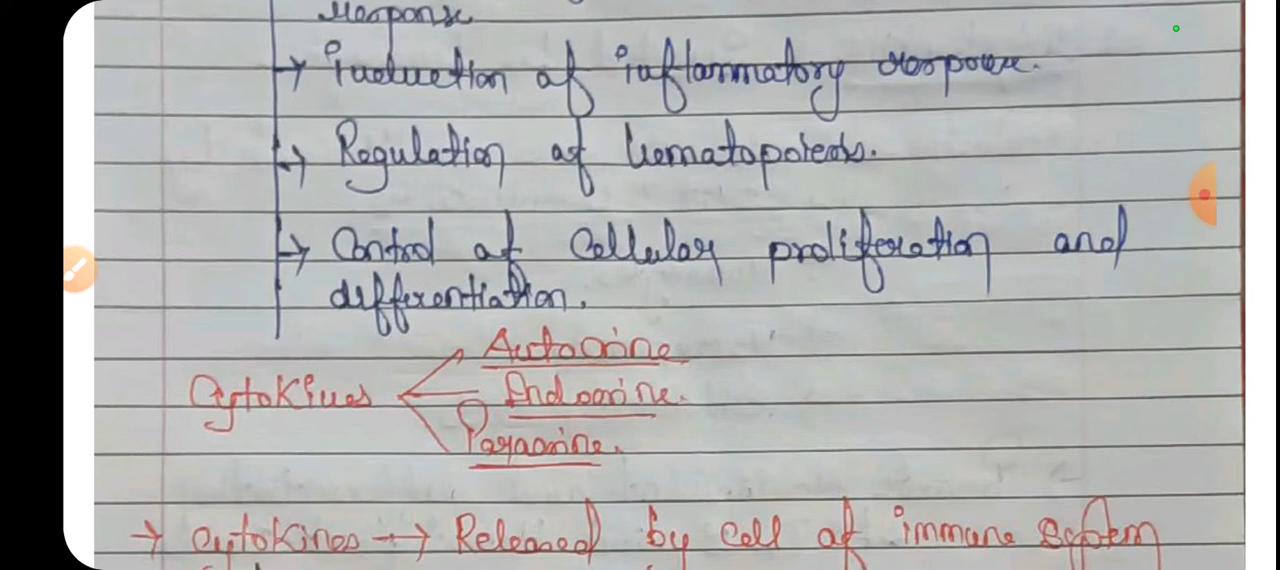 response
→ induction of inflammatory response.
→ Regulation of hematopoiesis.
→ Control of cellular proliferation and
differentiation.
Autocrine
Cytokines Endocrine.
Paracrine.
→ Cytokines → Released by cell of immune system